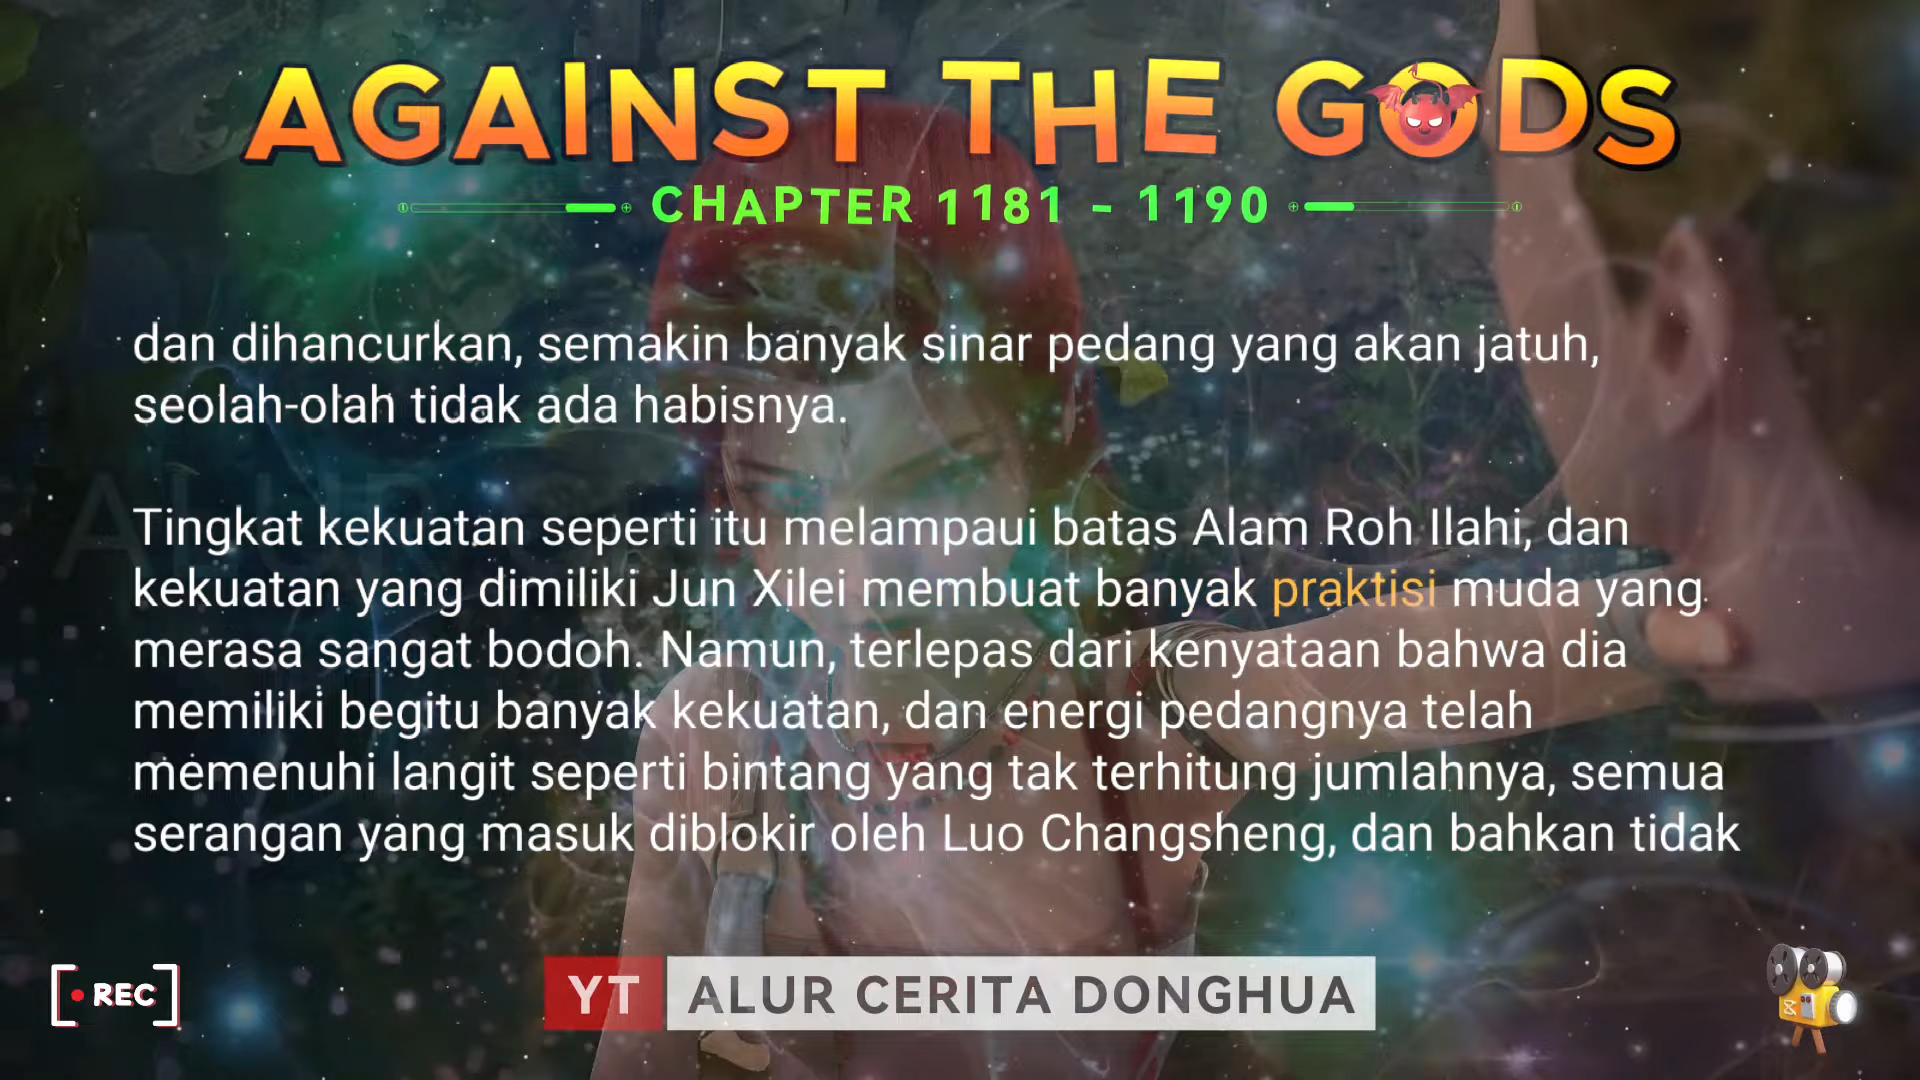 AGAINST THE GODS
CHAPTER 1181 - 1190
dan dihancurkan, semakin banyak sinar pedang yang akan jatuh,
seolah-olah tidak ada habisnya.
Tingkat kekuatan seperti itu melampaui batas Alam Roh Ilahi, dan
kekuatan yang dimiliki Jun Xilei membuat banyak praktisi muda yang
merasa sangat bodoh. Namun, terlepas dari kenyataan bahwa dia
memiliki begitu banyak kekuatan, dan energi pedangnya telah
memenuhi langit seperti bintang yang tak terhitung jumlahnya, semua
serangan yang masuk diblokir oleh Luo Changsheng, dan bahkan tidak
REC
YT ALUR CERITA DONGHUA